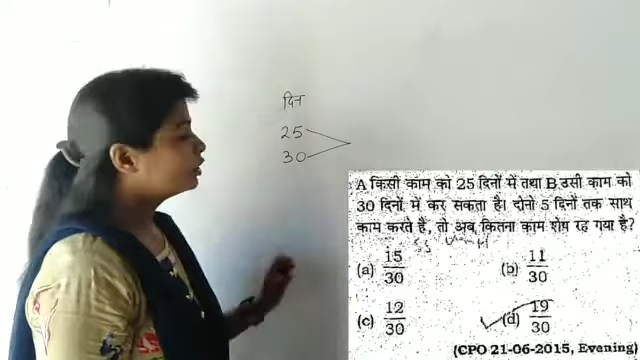 दिन
25
30
A किसी काम को 25 दिनों में तथा B उसी काम को
30 दिनों में कर सकता है। दोनों 5 दिनों तक साथ
काम करते हैं, तो अब कितना काम शेष रह गया है?
(a) 15/30 (b) 11/30
(c) 12/30 (d) 19/30
(CPO 21-06-2015, Evening)